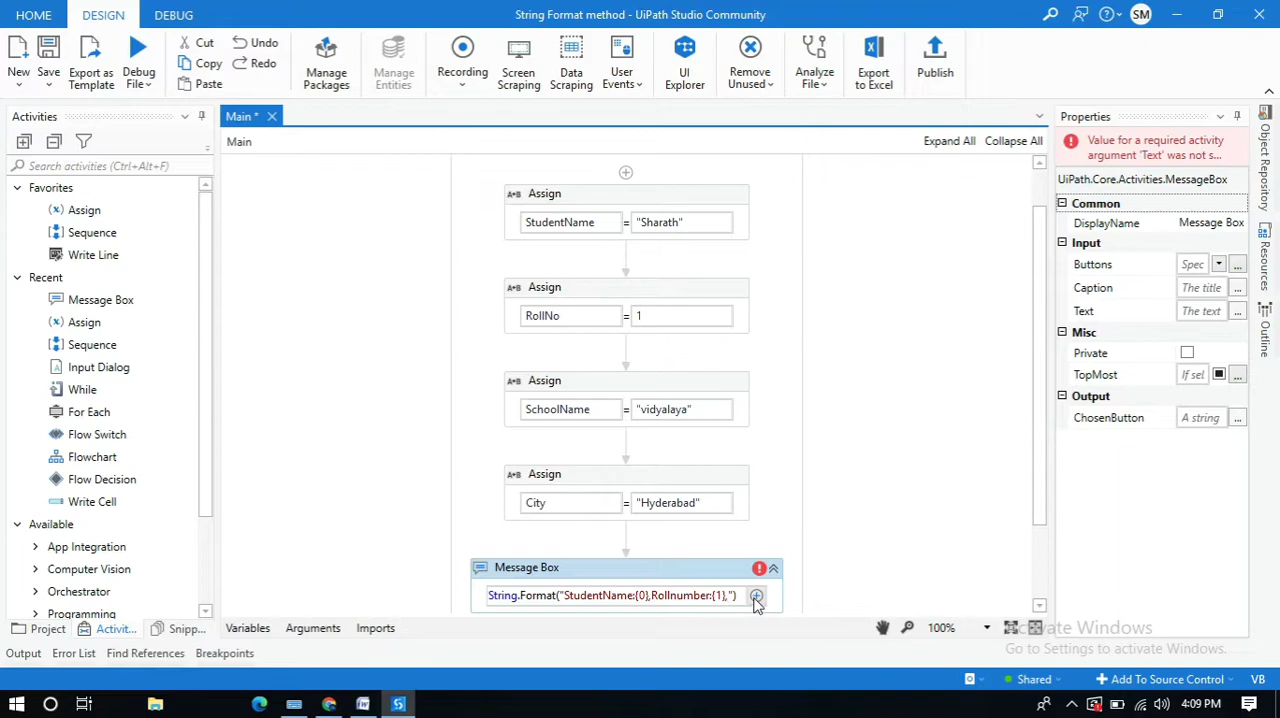 HOME DESIGN DEBUG String Format method - UiPath Studio Community SM
New Save Export as Template Debug File Cut Copy Paste Undo Redo Manage Packages Manage Entities Recording Screen Scraping Data Scraping User Events UI Explorer Remove Unused Analyze File Export to Excel Publish
Activities
Search activities (Ctrl+Alt+F)
Favorites
Assign
Sequence
Write Line
Recent
Message Box
Assign
Sequence
Input Dialog
While
For Each
Flow Switch
Flowchart
Flow Decision
Write Cell
Available
App Integration
Computer Vision
Orchestrator
Programming
Project Activit... Snipp...
Main *
Main Expand All Collapse All
A•B Assign
StudentName = "Sharath"
A•B Assign
RollNo = 1
A•B Assign
SchoolName = "vidyalaya"
A•B Assign
City = "Hyderabad"
Message Box
String.Format("StudentName:{0},Rollnumber:{1},")
Variables Arguments Imports 100%
Properties
Value for a required activity
argument 'Text' was not s...
UiPath.Core.Activities.MessageBox
Common
DisplayName Message Box
Input
Buttons Spec ...
Caption The title ...
Text The text ...
Misc
Private
TopMost If sel ...
Output
ChosenButton A string ...
Object Repository
Resources
Outline
Activate Windows
Go to Settings to activate Windows.
Output Error List Find References Breakpoints
Shared Add To Source Control VB
4:09 PM